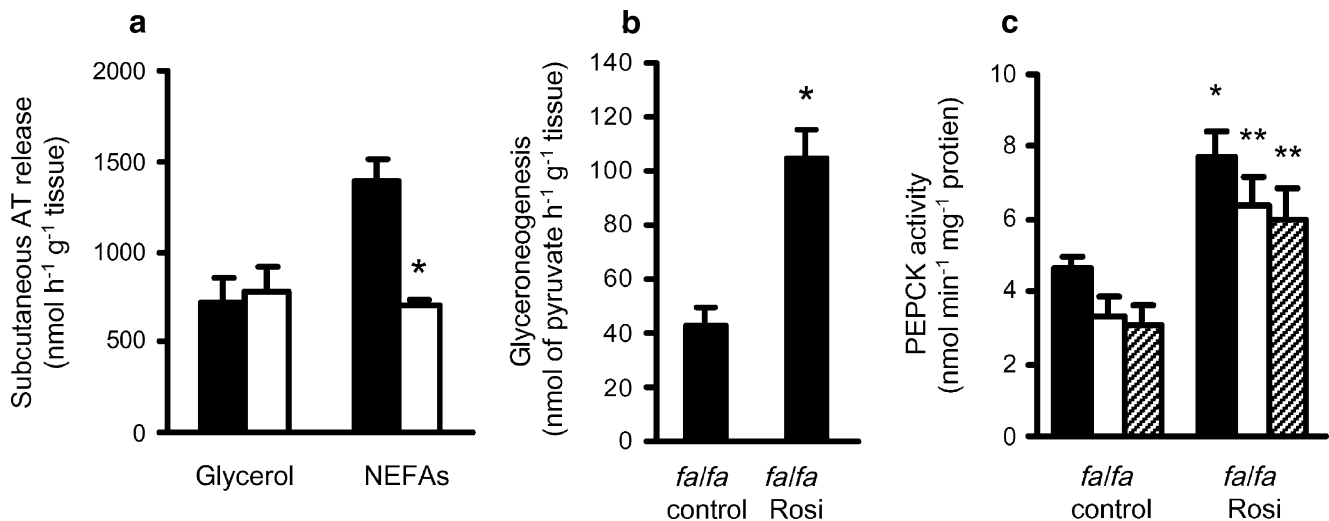 a
Subcutaneous AT release
(nmol h-1 g-1 tissue)
2000
1500
1000
500
0
*
Glycerol
NEFAs
b
Glyceroneogenesis
(nmol of pyruvate h-1 g-1 tissue)
140
120
100
80
60
40
20
0
*
fa/fa
control
fa/fa
Rosi
c
PEPCK activity
(nmol min-1 mg-1 protien)
10
8
6
4
2
0
*
**
**
fa/fa
control
fa/fa
Rosi